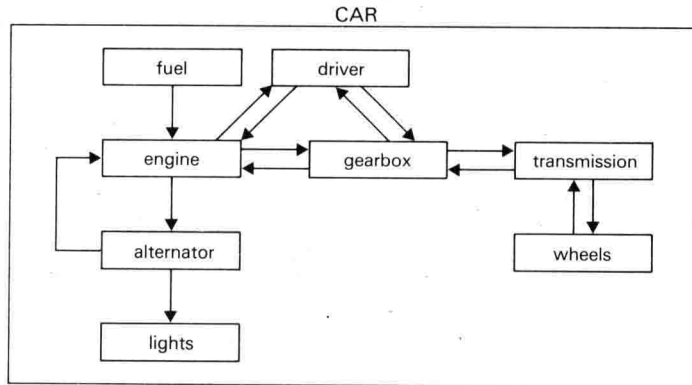 CAR
fuel
driver
engine
gearbox
transmission
alternator
wheels
lights